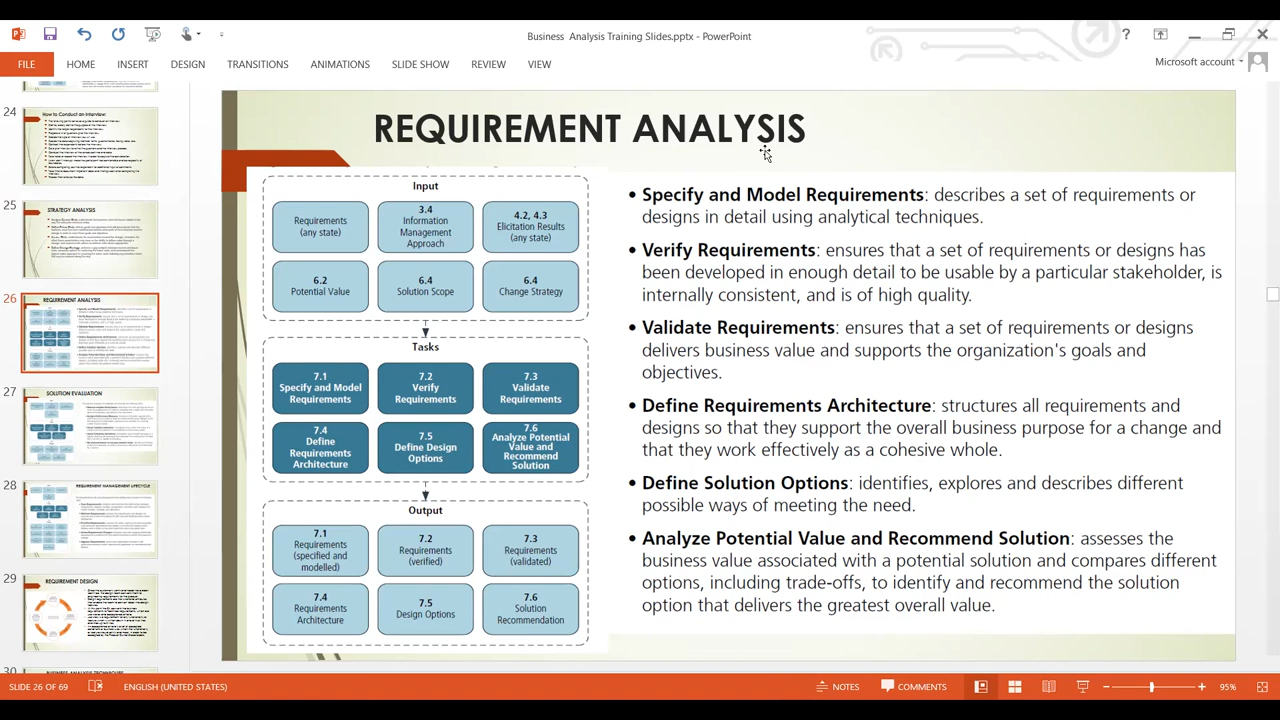 Business Analysis Training Slides.pptx - PowerPoint
?
FILE
HOME
INSERT
DESIGN
TRANSITIONS
ANIMATIONS
SLIDE SHOW
REVIEW
VIEW
Microsoft account
24
How to Conduct an Interview:
25
STRATEGY ANALYSIS
26
REQUIREMENT ANALYSIS
27
SOLUTION EVALUATION
28
REQUIREMENT MANAGEMENT LIFECYCLE
29
REQUIREMENT DESIGN
30
REQUIREMENT ANALYSIS
Input
Requirements
(any state)
3.4
Information
Management
Approach
4.2, 4.3
Elicitation Results
(any state)
6.2
Potential Value
6.4
Solution Scope
6.4
Change Strategy
Tasks
7.1
Specify and Model
Requirements
7.2
Verify
Requirements
7.3
Validate
Requirements
7.4
Define
Requirements
Architecture
7.5
Define Design
Options
7.6
Analyze Potential
Value and
Recommend
Solution
Output
7.1
Requirements
(specified and
modelled)
7.2
Requirements
(verified)
7.3
Requirements
(validated)
7.4
Requirements
Architecture
7.5
Design Options
7.6
Solution
Recommendation
• Specify and Model Requirements: describes a set of requirements or
designs in detail using analytical techniques.
• Verify Requirements: ensures that a set of requirements or designs has
been developed in enough detail to be usable by a particular stakeholder, is
internally consistent, and is of high quality.
• Validate Requirements: ensures that a set of requirements or designs
delivers business value and supports the organization's goals and
objectives.
• Define Requirements Architecture: structures all requirements and
designs so that they support the overall business purpose for a change and
that they work effectively as a cohesive whole.
• Define Solution Options: identifies, explores and describes different
possible ways of meeting the need.
• Analyze Potential Value and Recommend Solution: assesses the
business value associated with a potential solution and compares different
options, including trade-offs, to identify and recommend the solution
option that delivers the greatest overall value.
SLIDE 26 OF 69
ENGLISH (UNITED STATES)
NOTES
COMMENTS
95%